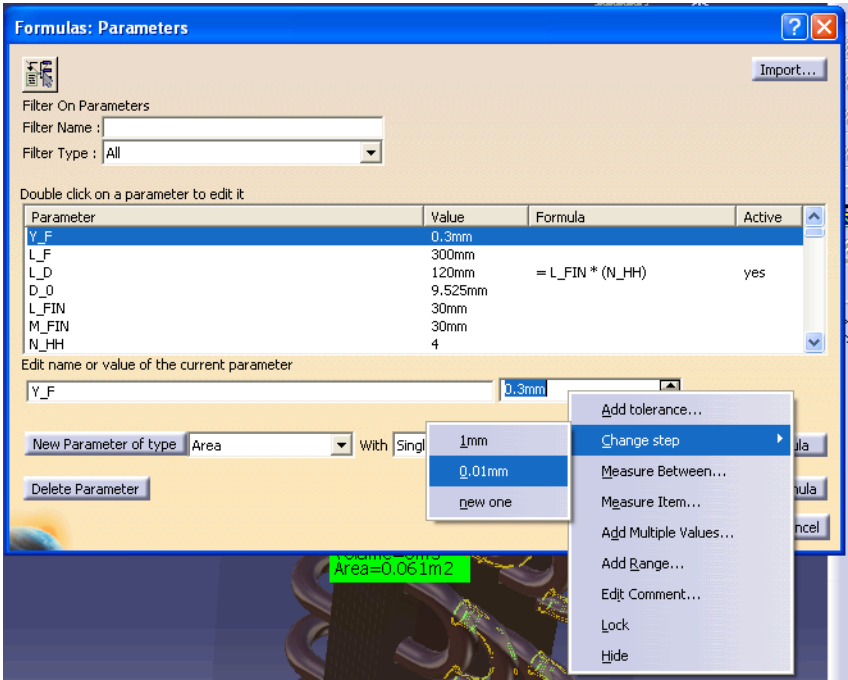 Formulas: Parameters
Import...
Filter On Parameters
Filter Name :
Filter Type : All
Double click on a parameter to edit it
Parameter Value Formula Active
Y_F 0.3mm
L_F 300mm
L_D 120mm = L_FIN * (N_HH) yes
D_0 9.525mm
L_FIN 30mm
M_FIN 30mm
N_HH 4
Edit name or value of the current parameter
Y_F 0.3mm
Add tolerance...
New Parameter of type Area With Singl
1mm
Change step
ula
0.01mm
Measure Between...
Delete Parameter
new one
Measure Item...
ula
Add Multiple Values...
ncel
Add Range...
Area=0.061m2
Edit Comment...
Lock
Hide